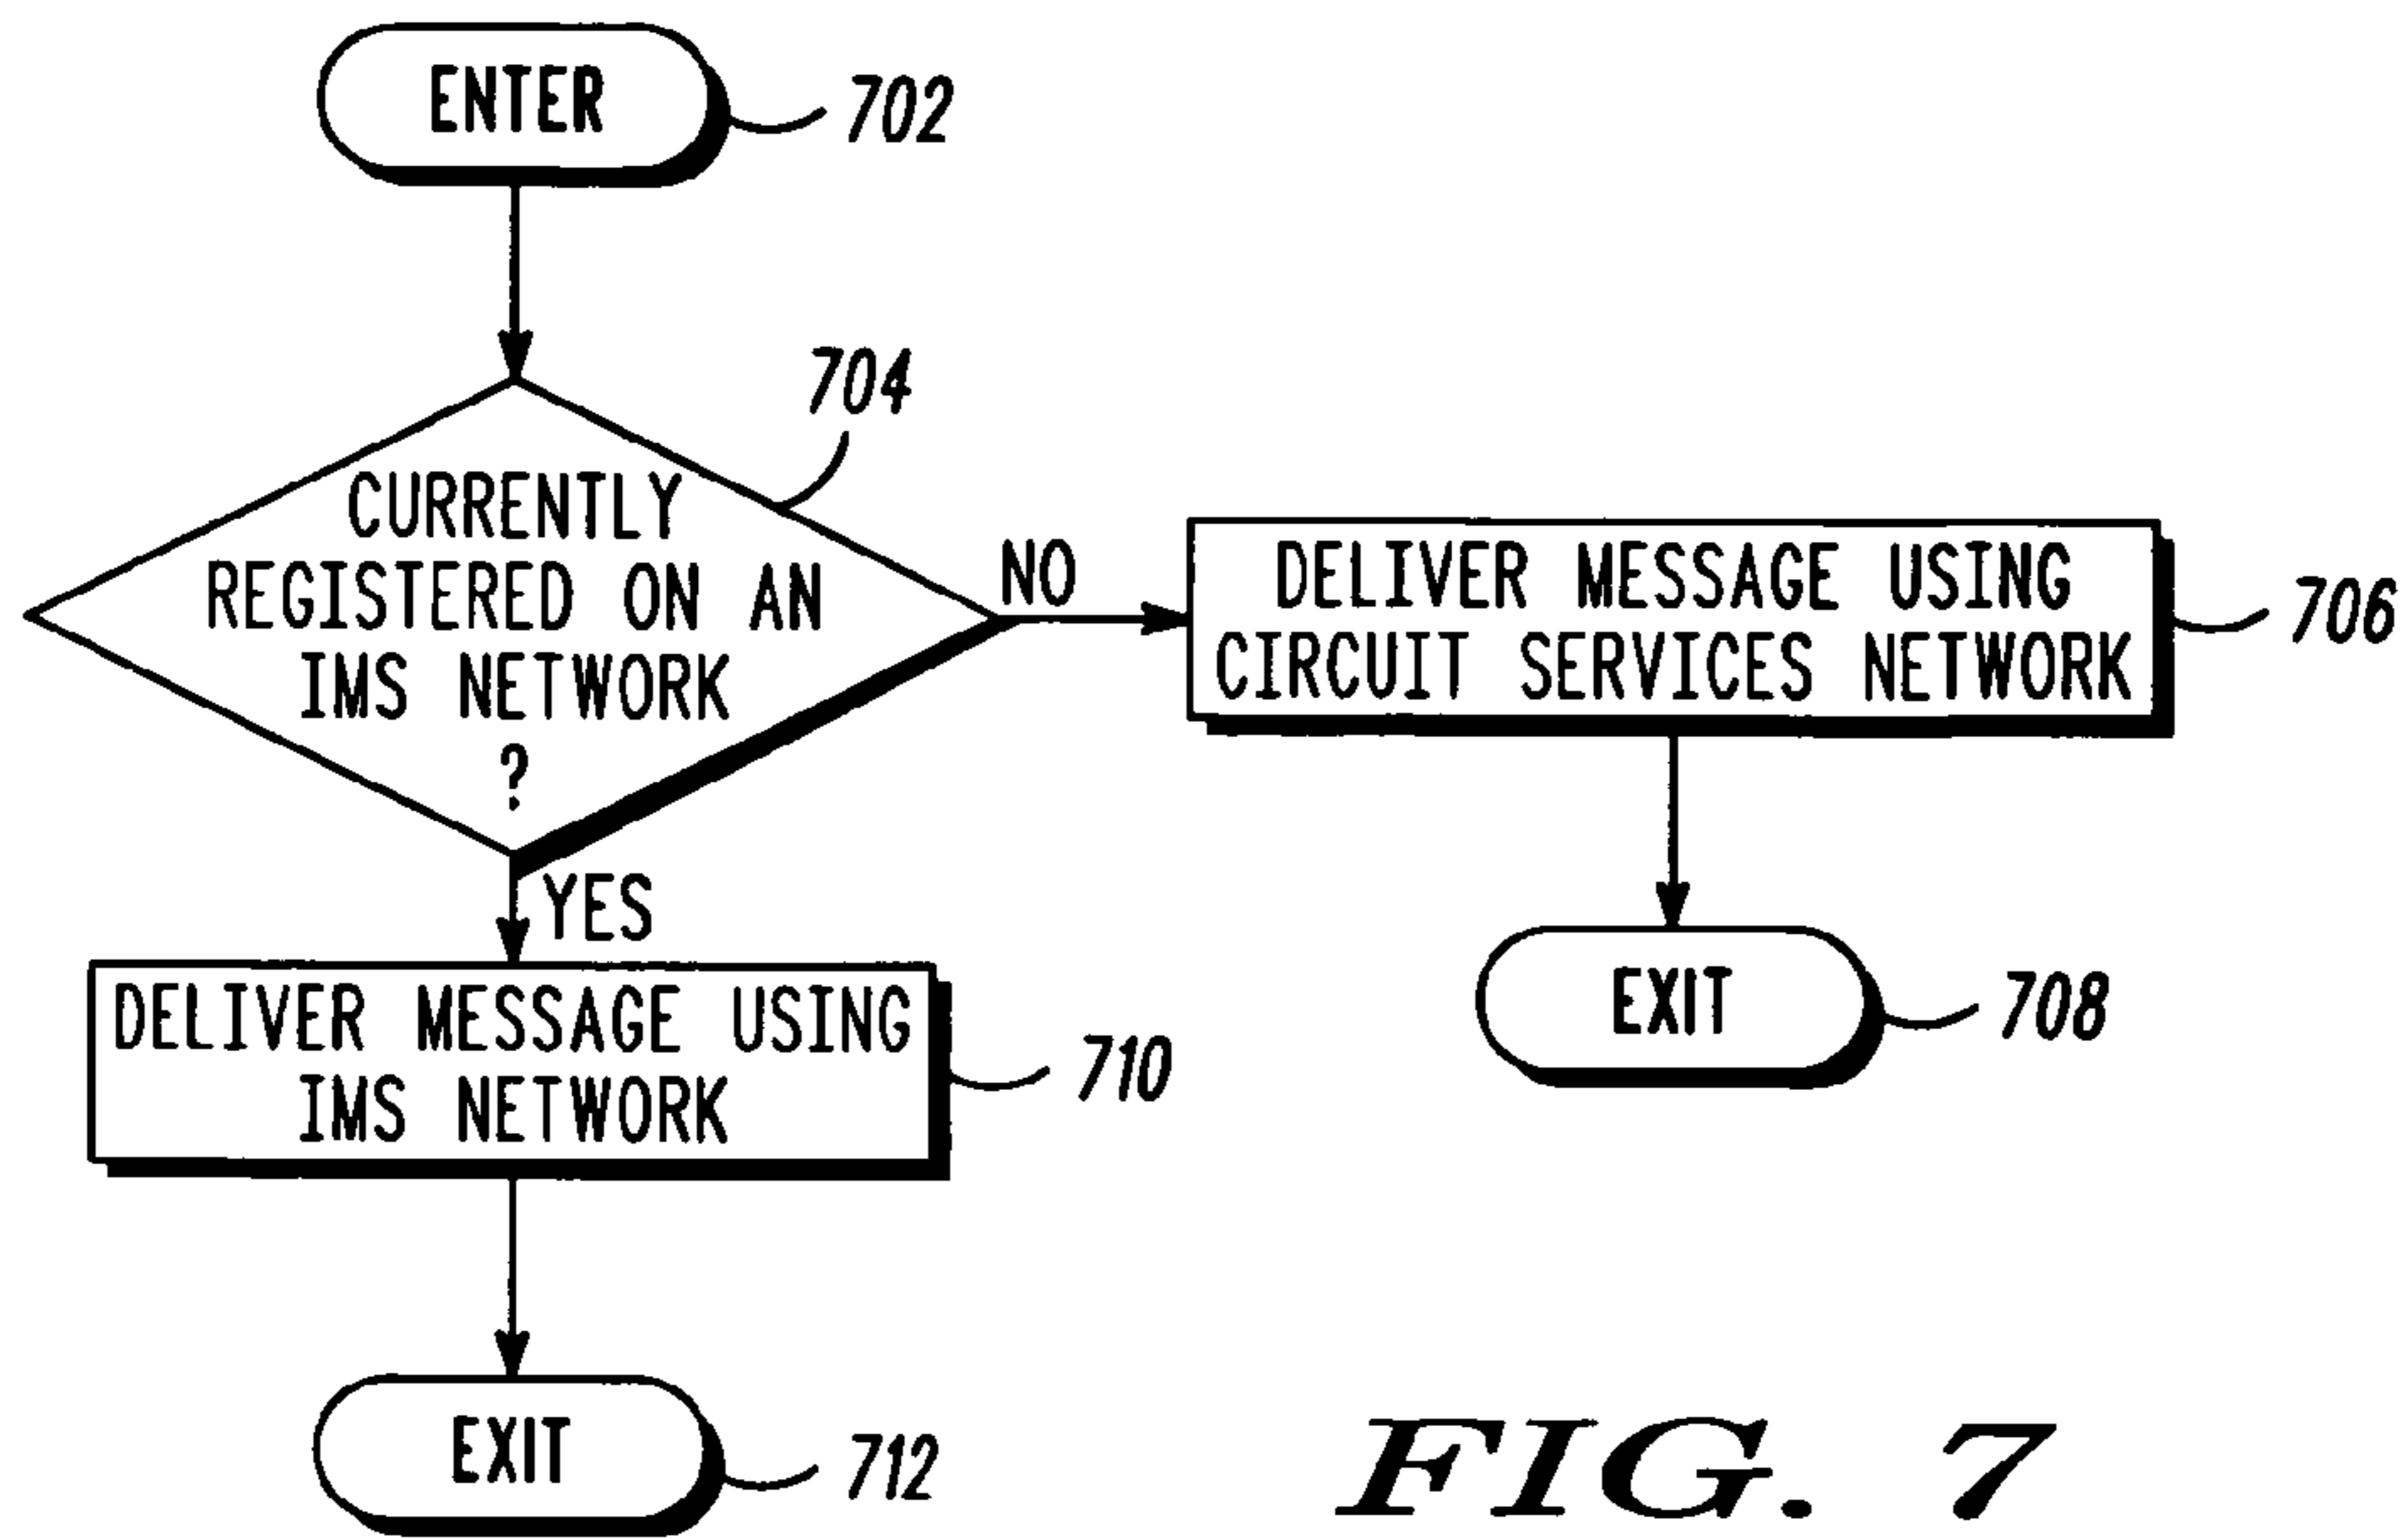 ENTER
702
704
CURRENTLY
REGISTERED ON AN
IMS NETWORK
?
NO
DELIVER MESSAGE USING
CIRCUIT SERVICES NETWORK
706
YES
DELIVER MESSAGE USING
IMS NETWORK
710
EXIT
708
EXIT
712
FIG. 7